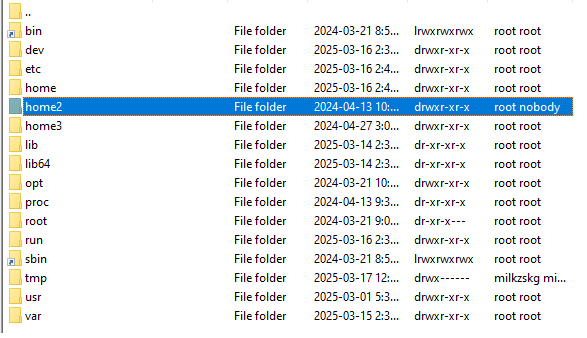 ..
bin File folder 2024-03-21 8:5... lrwxrwxrwx root root
dev File folder 2025-03-16 2:3... drwxr-xr-x root root
etc File folder 2025-03-16 2:4... drwxr-xr-x root root
home File folder 2025-03-16 2:4... drwxr-xr-x root root
home2 File folder 2024-04-13 10:... drwxr-xr-x root nobody
home3 File folder 2024-04-27 3:0... drwxr-xr-x root root
lib File folder 2025-03-14 2:3... dr-xr-xr-x root root
lib64 File folder 2025-03-14 2:3... dr-xr-xr-x root root
opt File folder 2024-03-21 10:... drwxr-xr-x root root
proc File folder 2024-04-13 9:3... drwxr-xr-x root root
root File folder 2024-03-21 9:0... dr-xr-x--- root root
run File folder 2025-03-16 2:3... drwxr-xr-x root root
sbin File folder 2024-03-21 8:5... lrwxrwxrwx root root
tmp File folder 2025-03-17 12:... drwx------ milkzskg mi...
usr File folder 2025-03-01 5:3... drwxr-xr-x root root
var File folder 2025-03-15 2:3... drwxr-xr-x root root